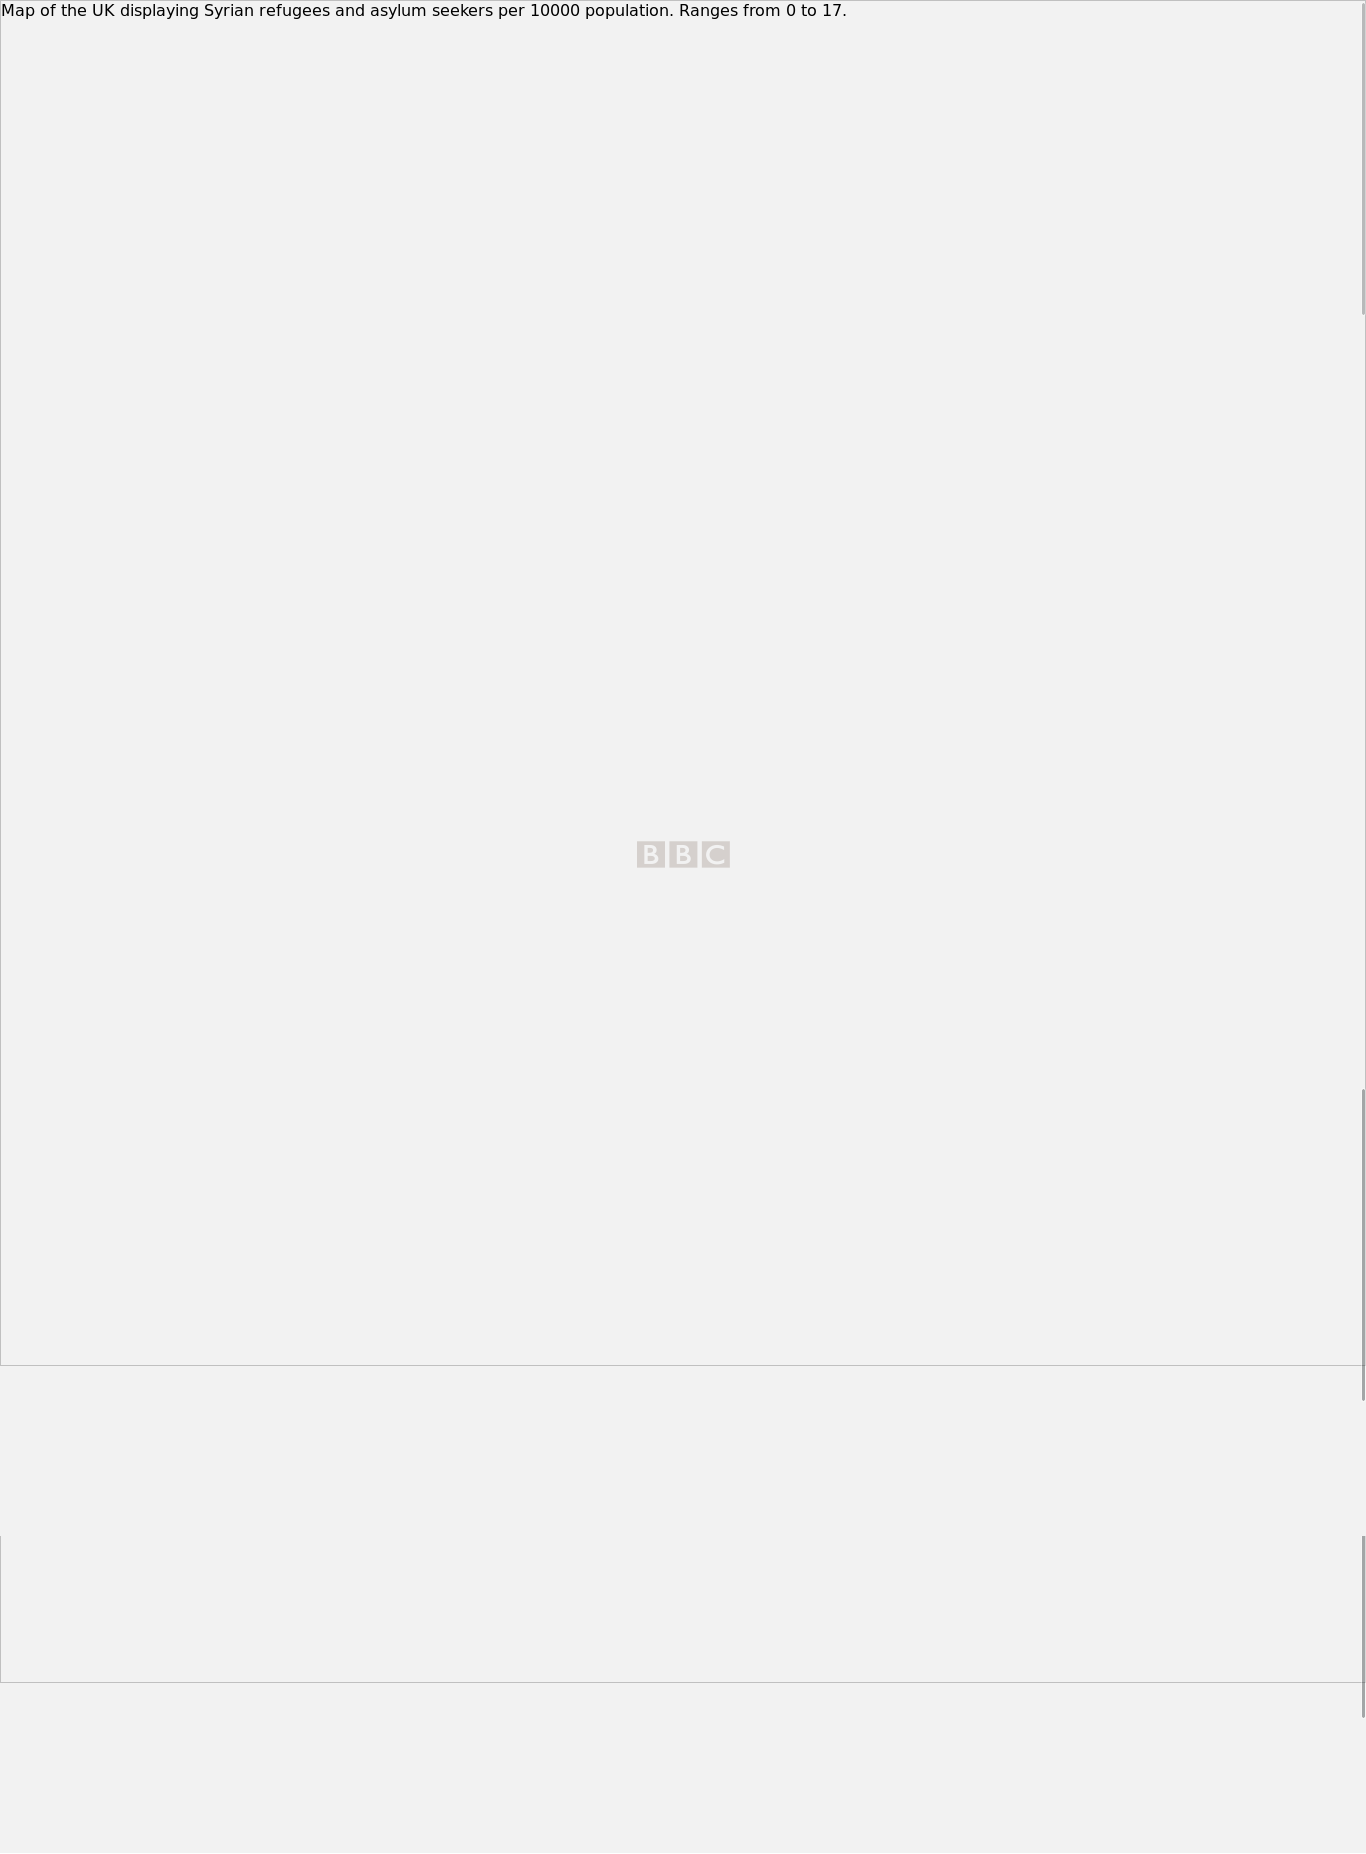 Map of the UK displaying Syrian refugees and asylum seekers per 10000 population. Ranges from 0 to 17.
BBC